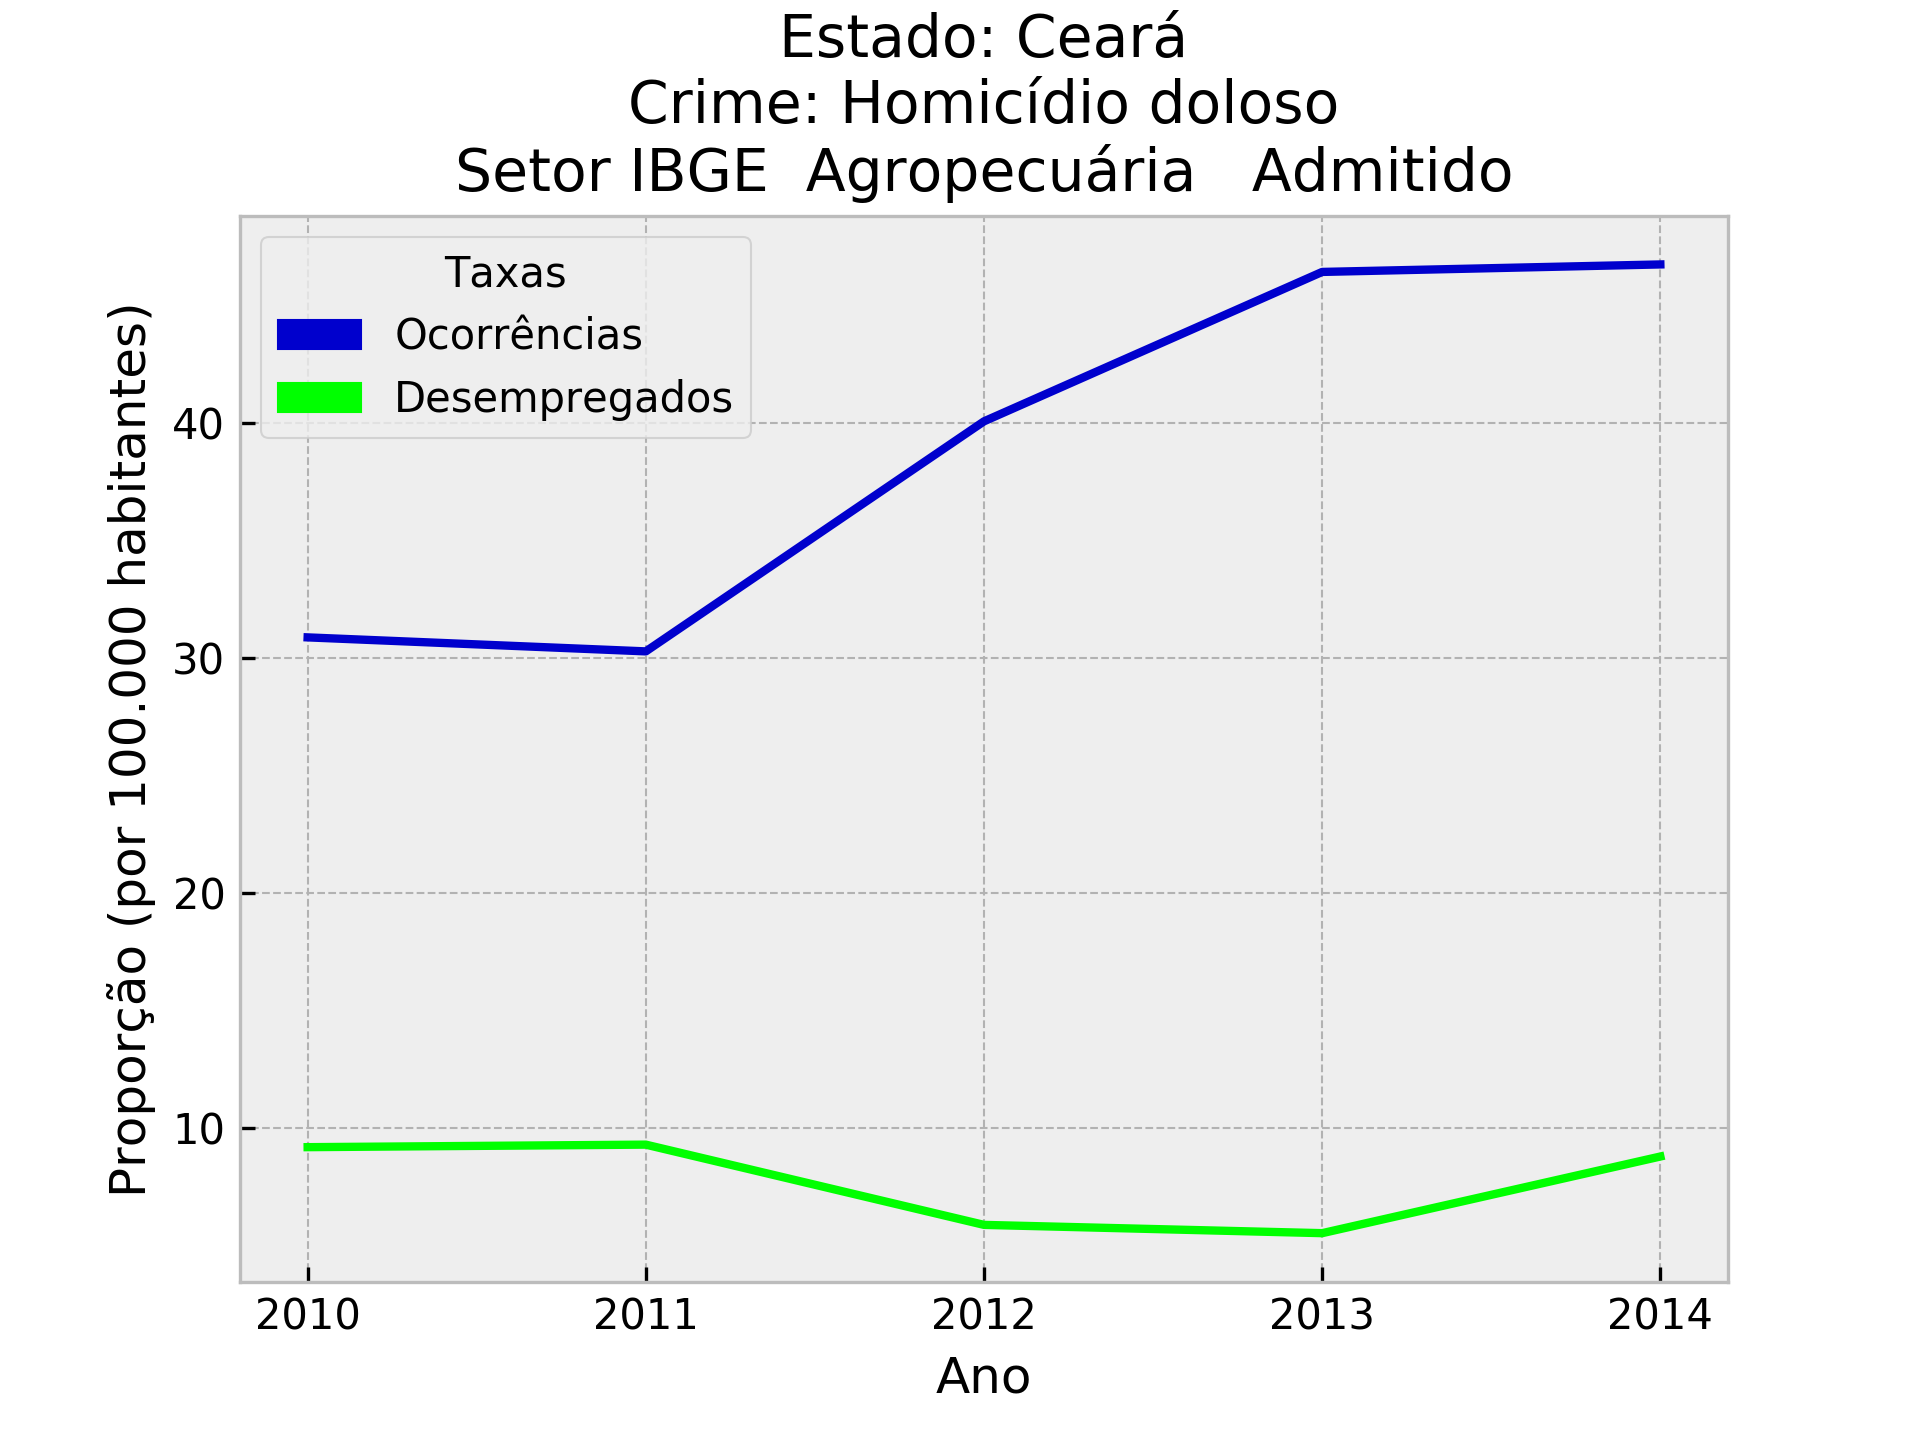 Estado: Ceará
Crime: Homicídio doloso
Setor IBGE  Agropecuária   Admitido
Taxas
Ocorrências
Desempregados
Proporção (por 100.000 habitantes)
40
30
20
10
2010 2011 2012 2013 2014
Ano